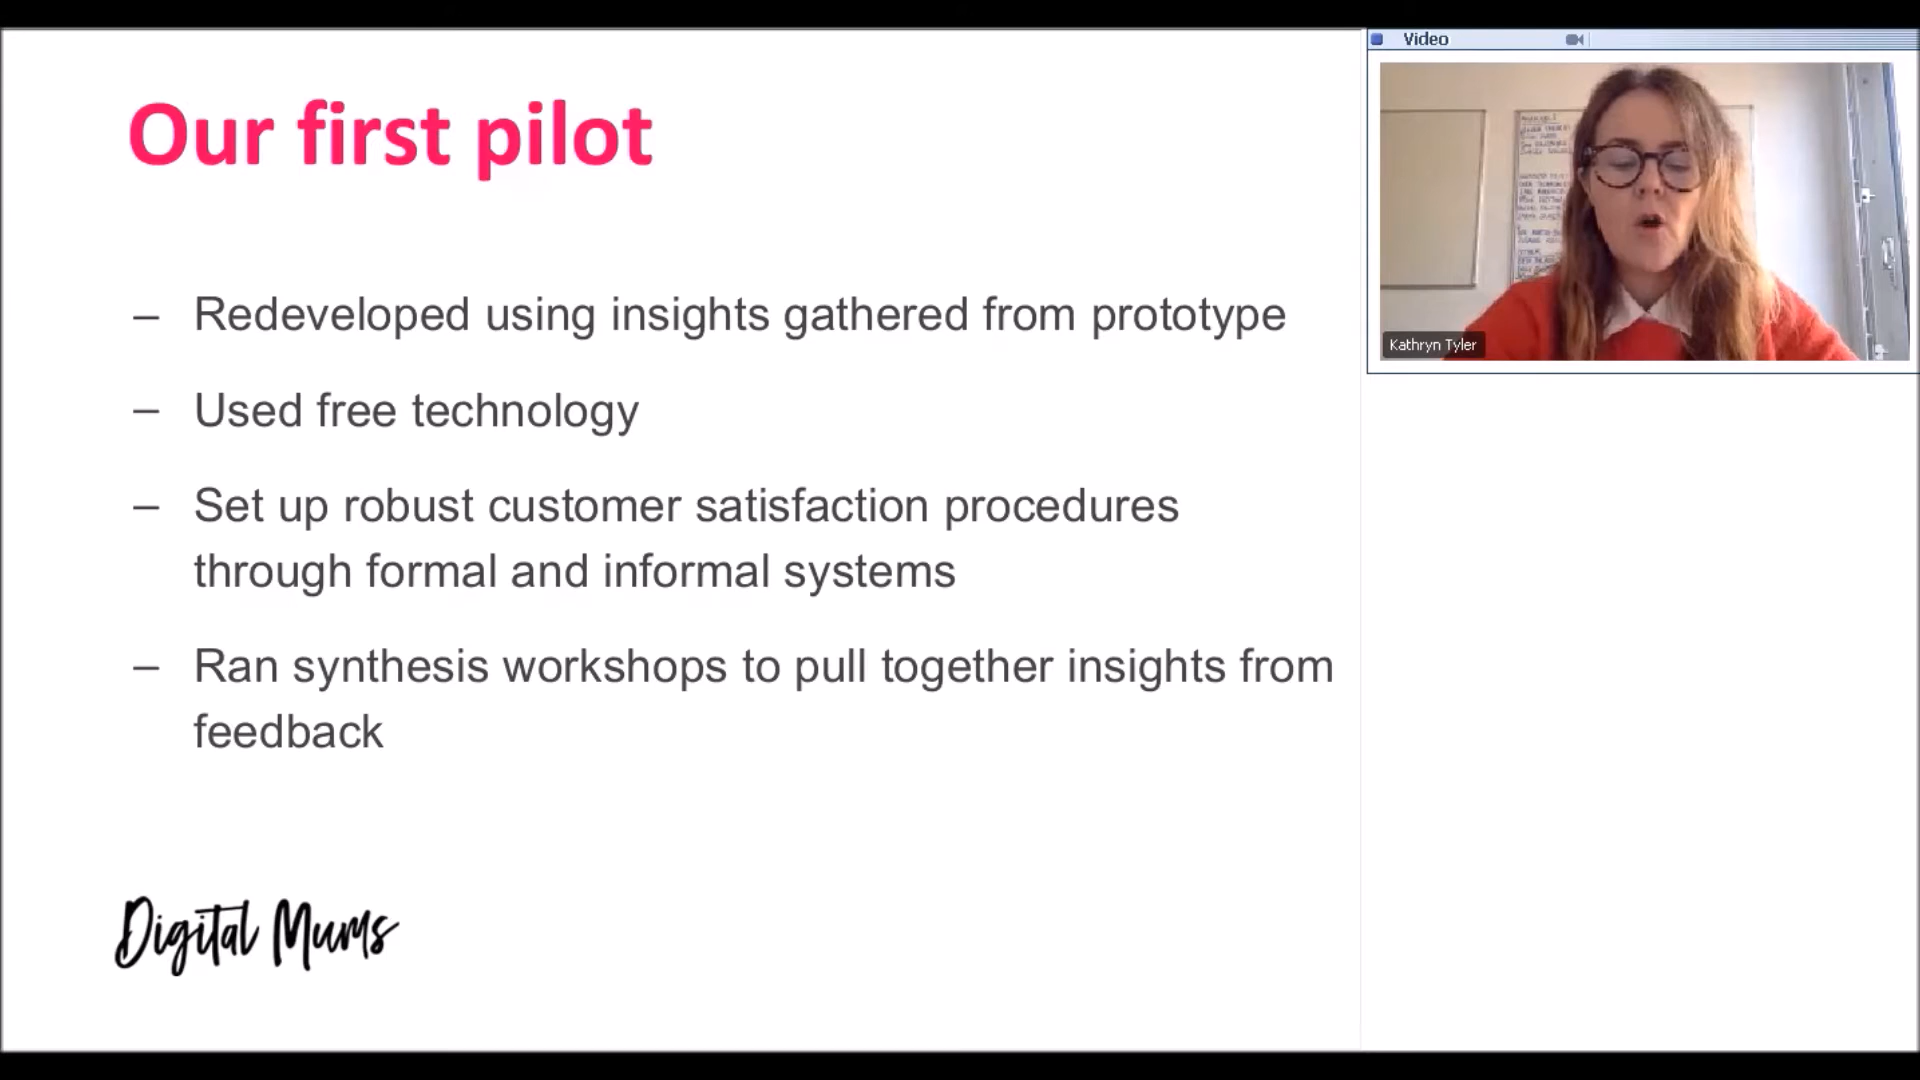 Our first pilot
– Redeveloped using insights gathered from prototype
– Used free technology
– Set up robust customer satisfaction procedures
through formal and informal systems
– Ran synthesis workshops to pull together insights from
feedback
Digital Mums
Video
Kathryn Tyler